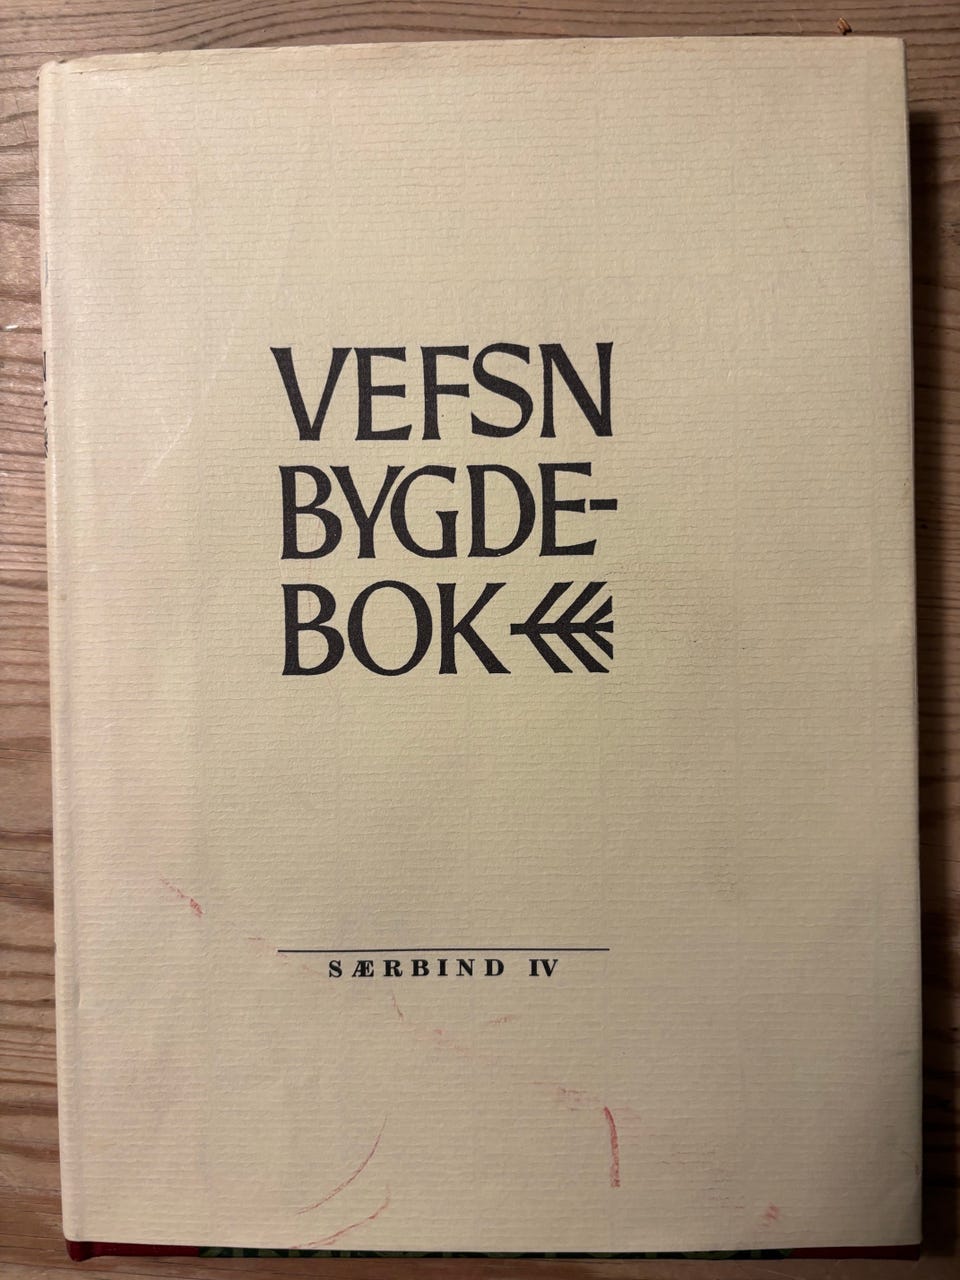 VEFSN
BYGDE-
BOK
SÆRBIND IV